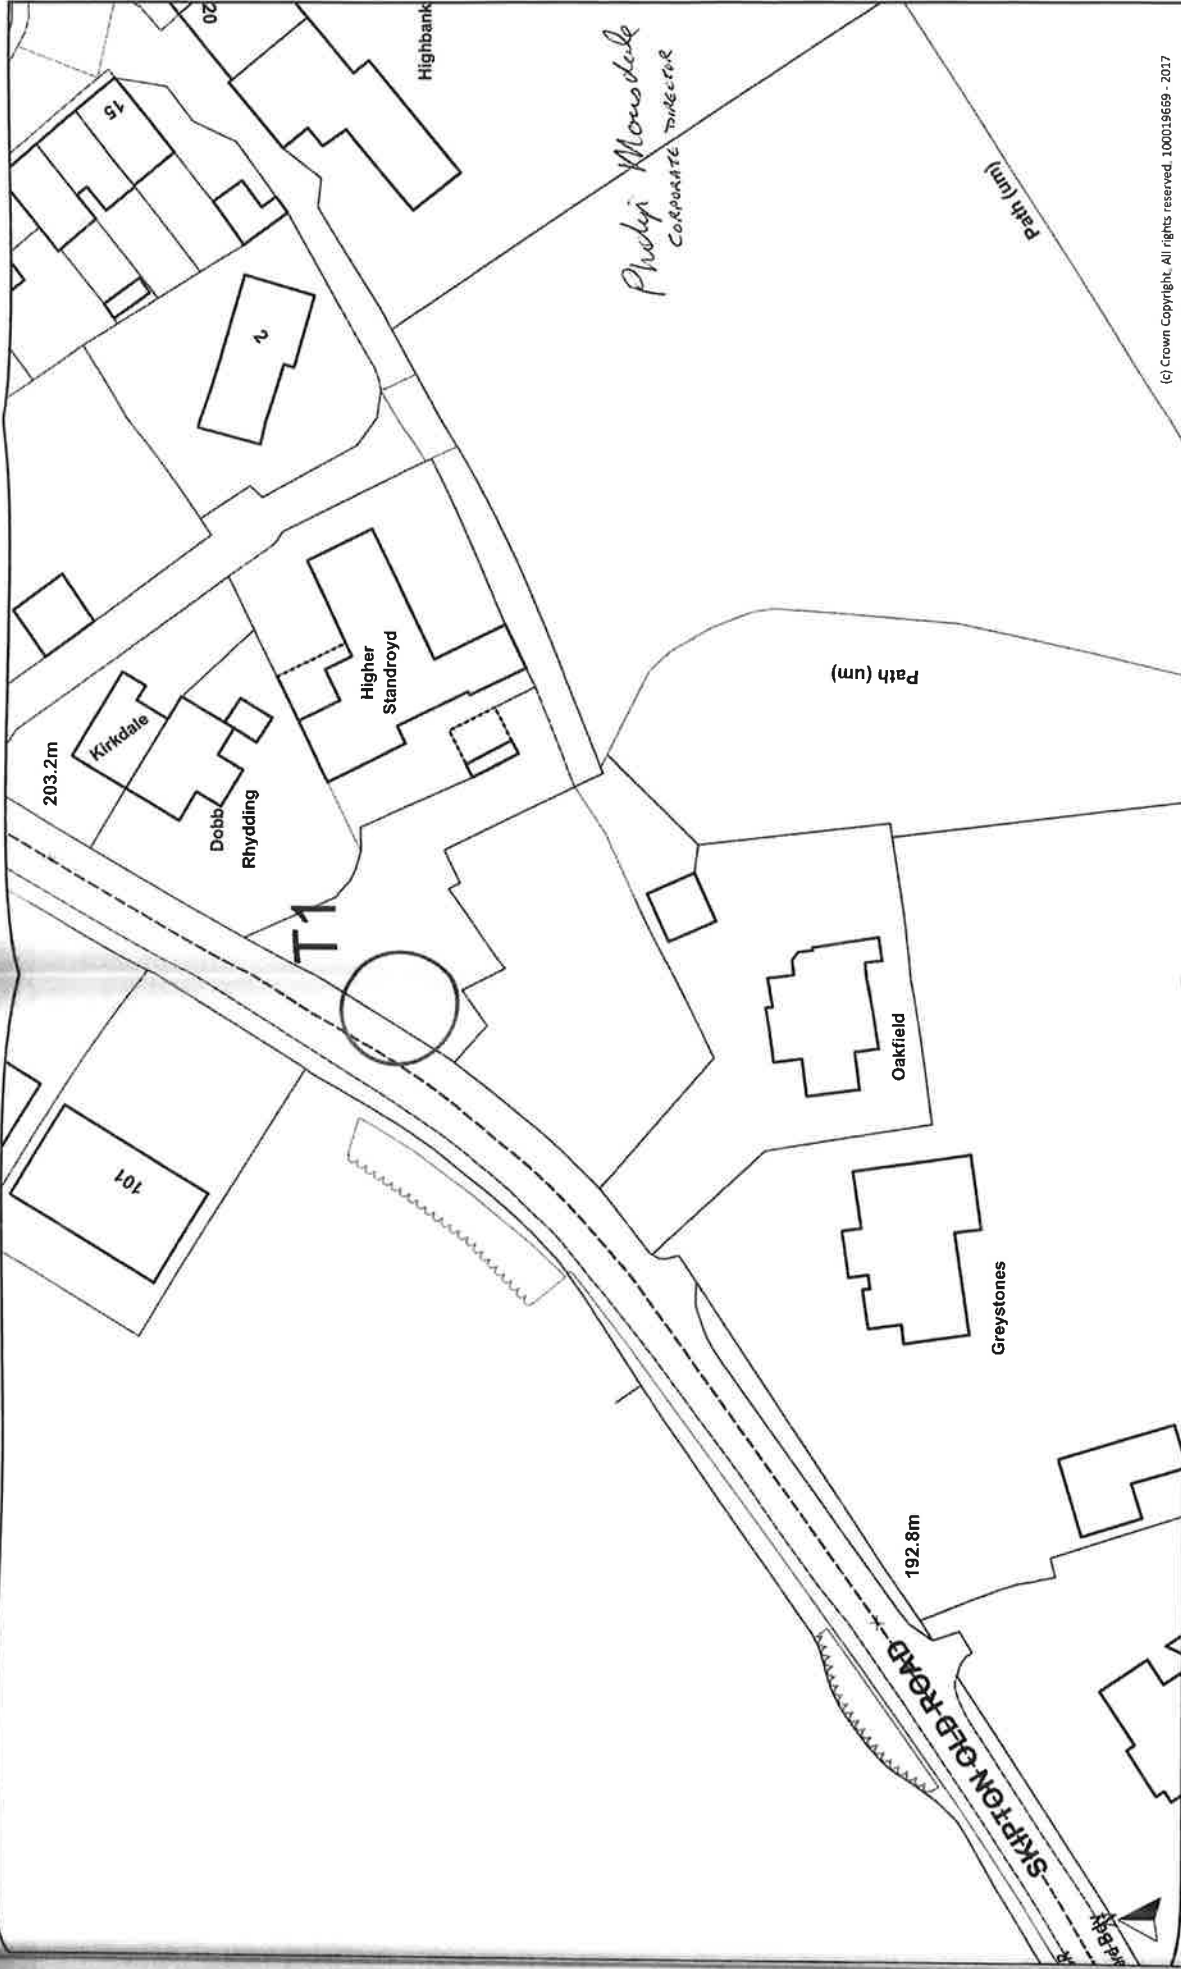 20
Highbank
15
2
Philip Mousdale
CORPORATE DIRECTOR
Path (um)
203.2m
Kirkdale
Dobb
Rhydding
Higher
Standroyd
Path (um)
T1
101
Oakfield
Greystones
192.8m
SKIPTON OLD ROAD
(c) Crown Copyright. All rights reserved. 100019669 - 2017